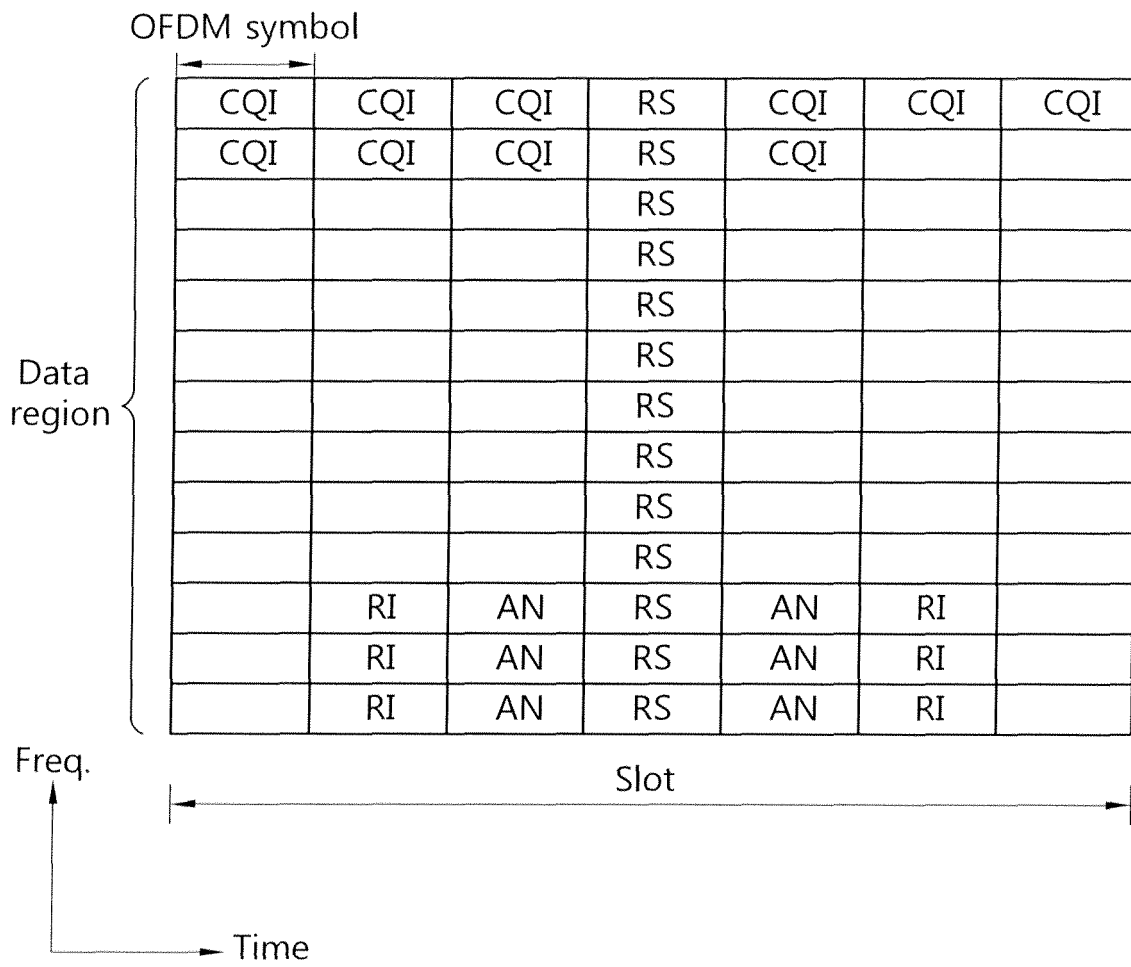 OFDM symbol
CQI CQI CQI RS CQI CQI CQI
CQI CQI CQI RS CQI
RS
RS
RS
RS
Data
region
RS
RS
RS
RS
RI AN RS AN RI
RI AN RS AN RI
RI AN RS AN RI
Freq.
Slot
Time